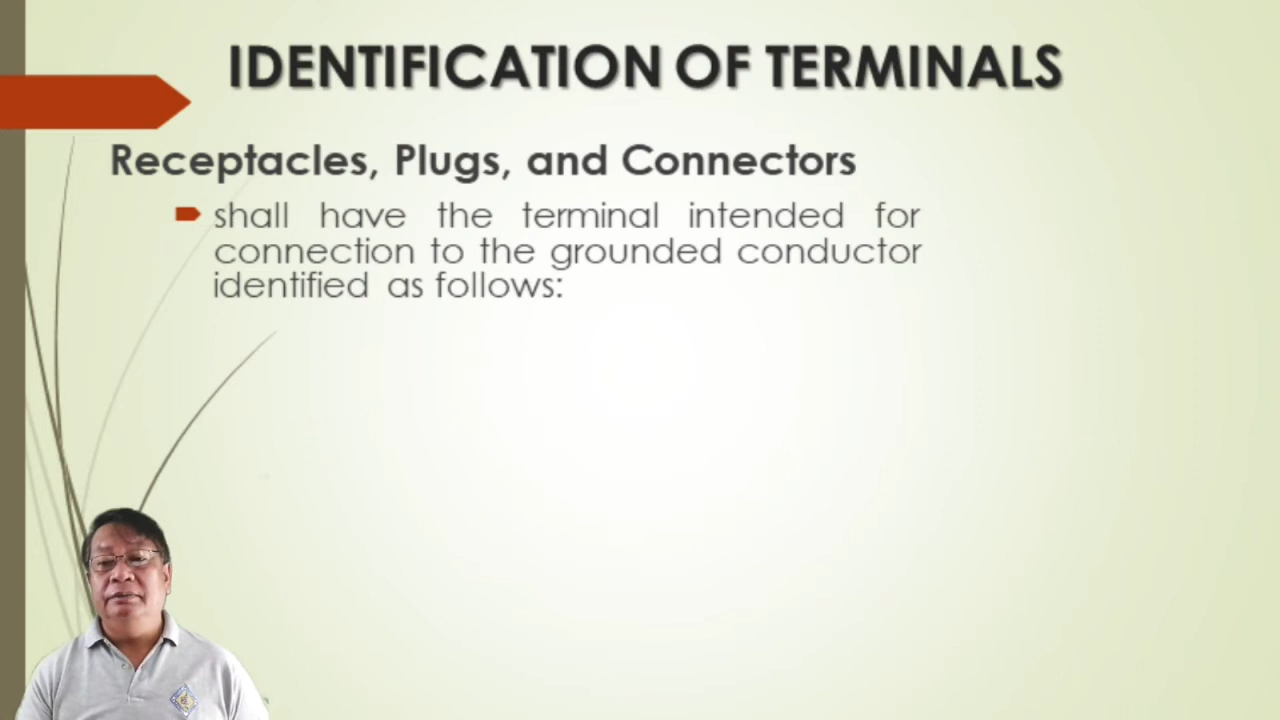 IDENTIFICATION OF TERMINALS
Receptacles, Plugs, and Connectors
shall have the terminal intended for
connection to the grounded conductor
identified as follows: